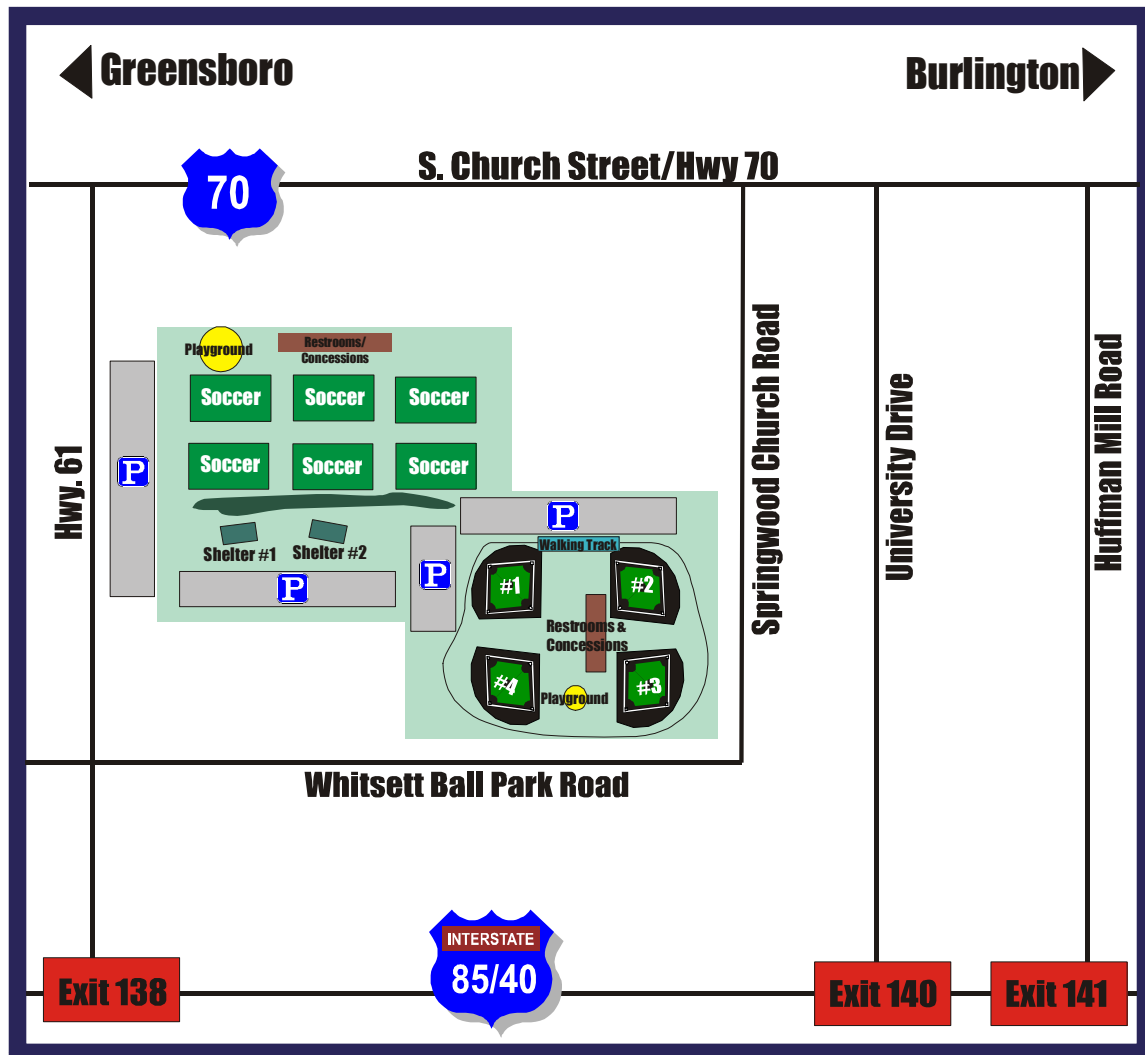 Greensboro
Burlington
S. Church Street/Hwy 70
70
Playground
Restrooms/
Concessions
Soccer
Soccer
Soccer
Soccer
Soccer
Soccer
P
Hwy. 61
Shelter #1
Shelter #2
P
P
P
Walking Track
#1
#2
Restrooms &
Concessions
#4
Playground
#3
Springwood Church Road
University Drive
Huffman Mill Road
Whitsett Ball Park Road
INTERSTATE
85/40
Exit 138
Exit 140
Exit 141